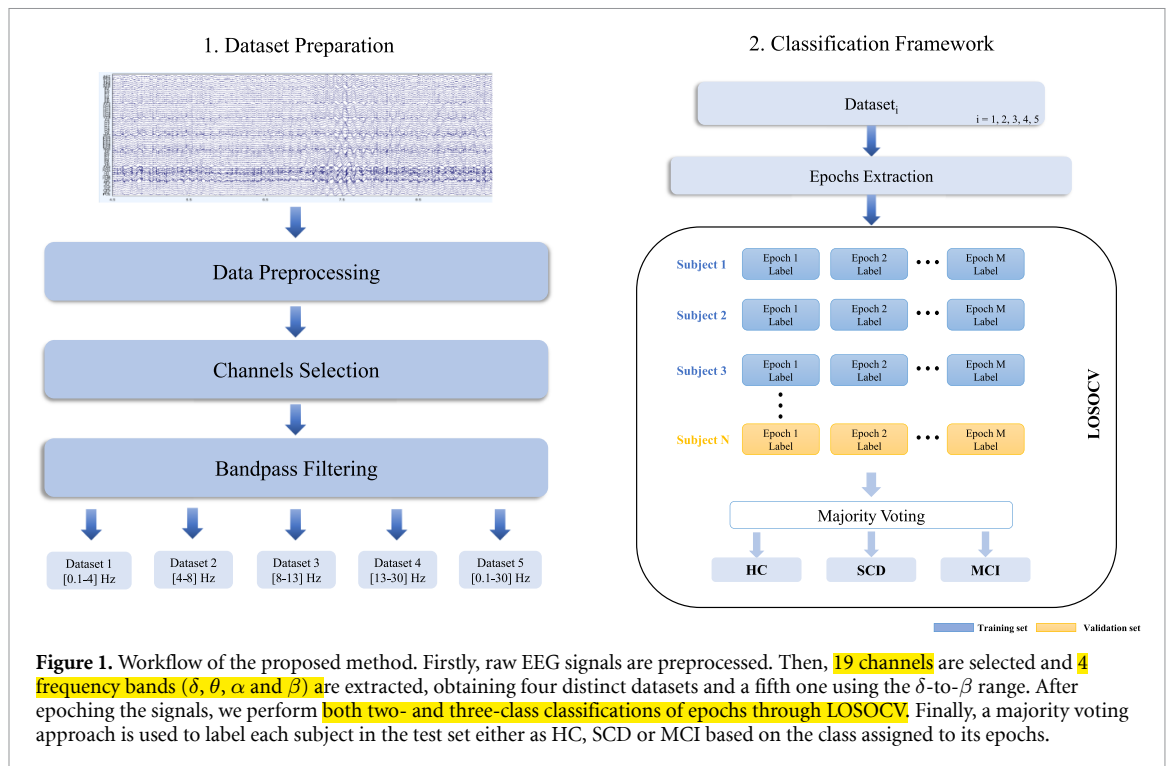 1. Dataset Preparation
Data Preprocessing
Channels Selection
Bandpass Filtering
Dataset 1
[0.1-4] Hz
Dataset 2
[4-8] Hz
Dataset 3
[8-13] Hz
Dataset 4
[13-30] Hz
Dataset 5
[0.1-30] Hz
2. Classification Framework
Dataset_i
i = 1, 2, 3, 4, 5
Epochs Extraction
Subject 1
Epoch 1
Label
Epoch 2
Label
•••
Epoch M
Label
Subject 2
Epoch 1
Label
Epoch 2
Label
•••
Epoch M
Label
Subject 3
Epoch 1
Label
Epoch 2
Label
•••
Epoch M
Label
Subject N
Epoch 1
Label
Epoch 2
Label
•••
Epoch M
Label
LOSOCV
Majority Voting
HC
SCD
MCI
Training set
Validation set
Figure 1. Workflow of the proposed method. Firstly, raw EEG signals are preprocessed. Then, 19 channels are selected and 4
frequency bands (δ, θ, α and β) are extracted, obtaining four distinct datasets and a fifth one using the δ-to-β range. After
epoching the signals, we perform both two- and three-class classifications of epochs through LOSOCV. Finally, a majority voting
approach is used to label each subject in the test set either as HC, SCD or MCI based on the class assigned to its epochs.